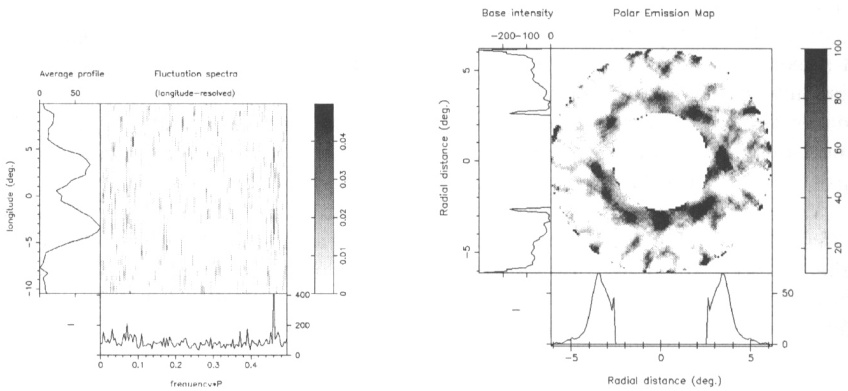 Average profile
Fluctuation spectra
(longitude-resolved)
0 50
longitude (deg.)
5
0
-5
-10
0.04
0.03
0.02
0.01
0
400
200
0
0 0.1 0.2 0.3 0.4
frequency*P
Base intensity
Polar Emission Map
-200-100 0
Radial distance (deg.)
5
0
-5
100
80
60
40
20
50
0
-5 0 5
Radial distance (deg.)